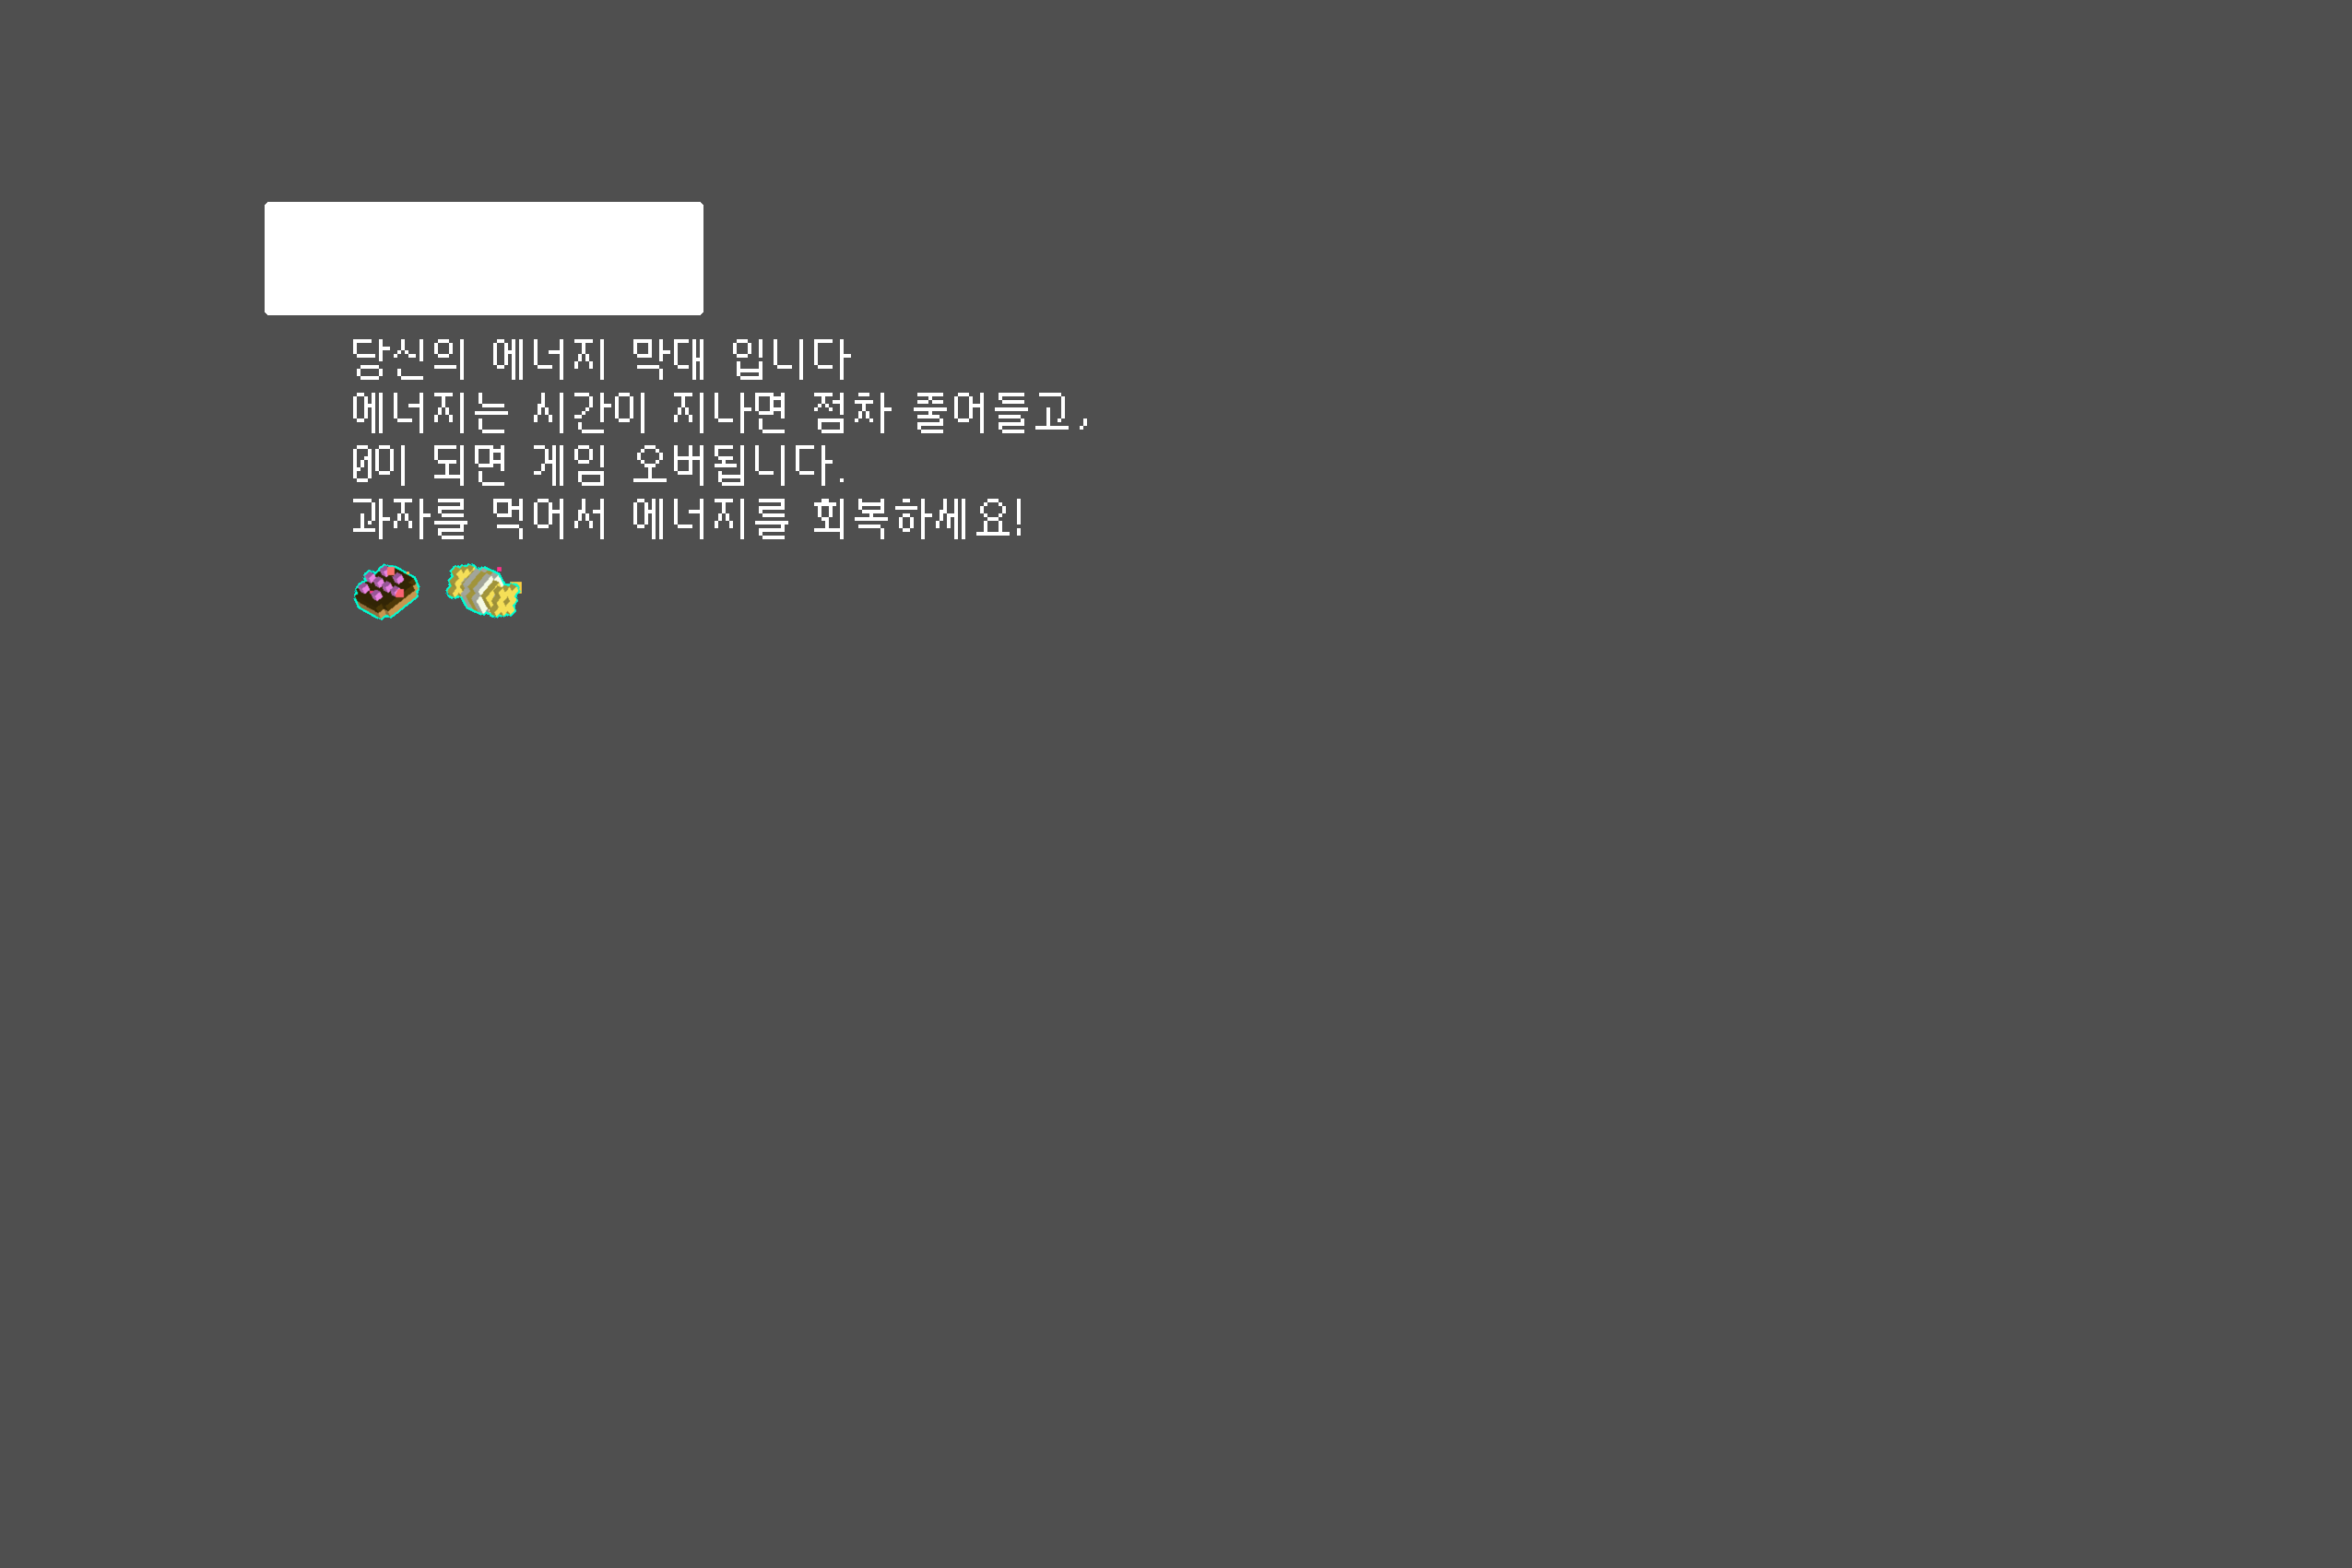 당신의 에너지 막대 입니다
에너지는 시간이 지나면 점차 줄어들고,
0이 되면 게임 오버됩니다.
과자를 먹어서 에너지를 회복하세요!